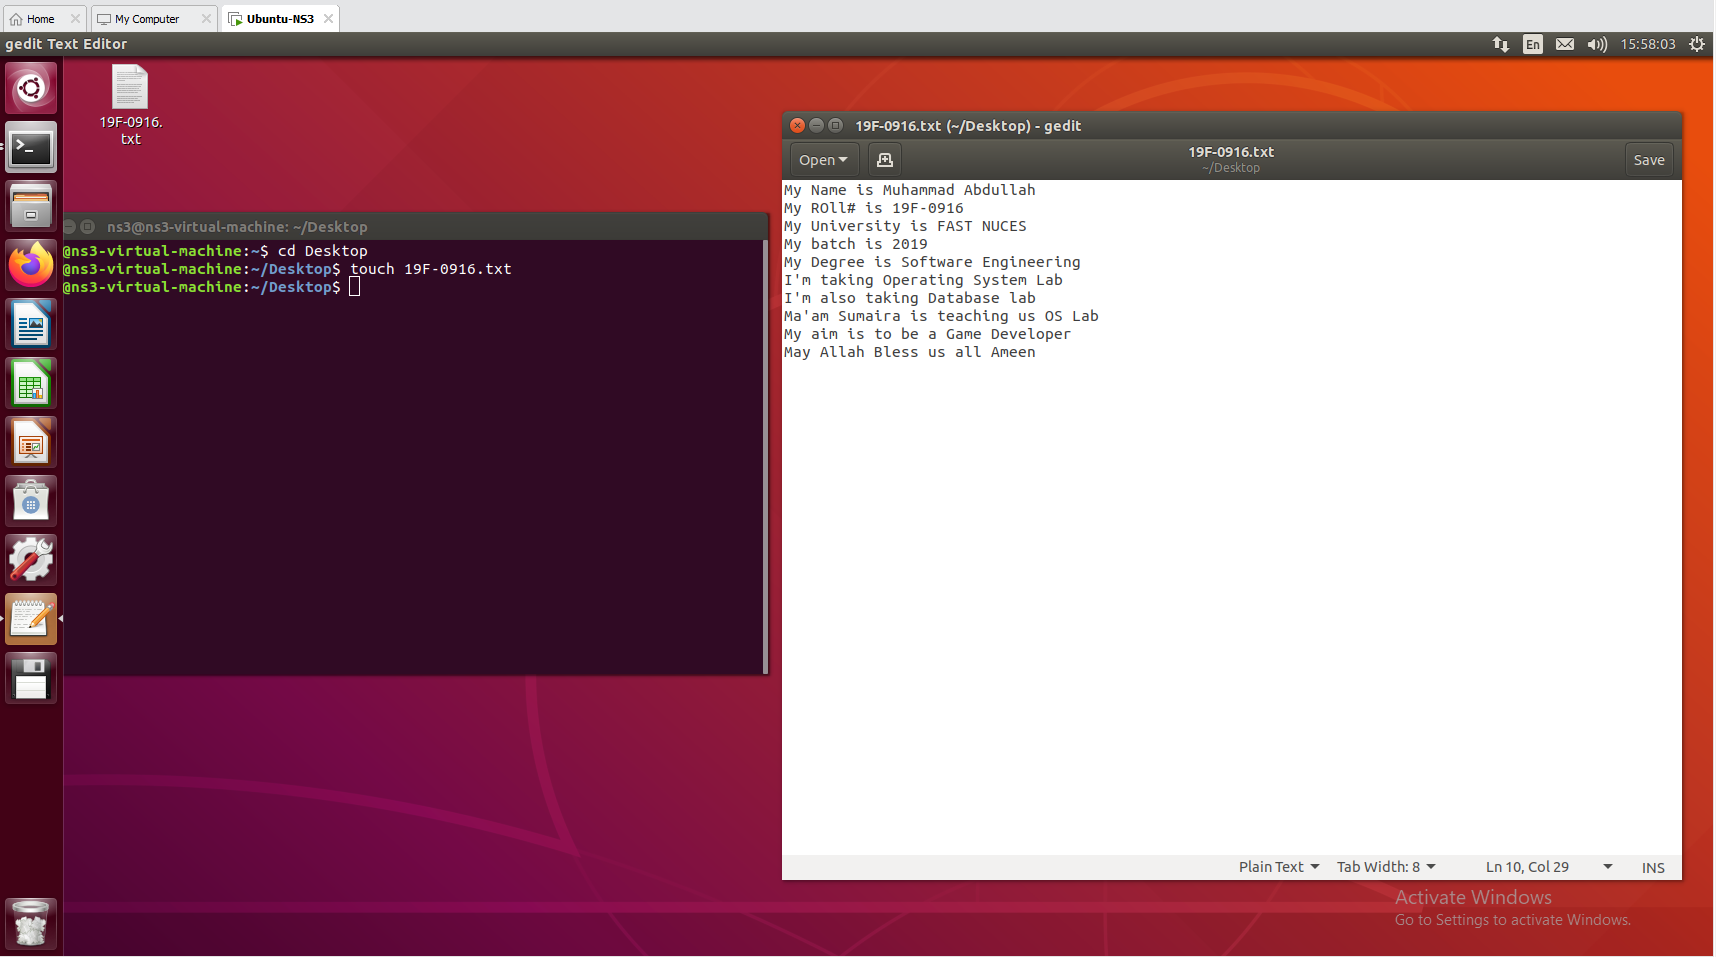 Home
My Computer
Ubuntu-NS3
gedit Text Editor
En
15:58:03
19F-0916.
txt
ns3@ns3-virtual-machine: ~/Desktop
@ns3-virtual-machine:~$ cd Desktop
@ns3-virtual-machine:~/Desktop$ touch 19F-0916.txt
@ns3-virtual-machine:~/Desktop$
19F-0916.txt (~/Desktop) - gedit
Open
19F-0916.txt
~/Desktop
Save
My Name is Muhammad Abdullah
My ROll# is 19F-0916
My University is FAST NUCES
My batch is 2019
My Degree is Software Engineering
I'm taking Operating System Lab
I'm also taking Database lab
Ma'am Sumaira is teaching us OS Lab
My aim is to be a Game Developer
May Allah Bless us all Ameen
Plain Text
Tab Width: 8
Ln 10, Col 29
INS
Activate Windows
Go to Settings to activate Windows.